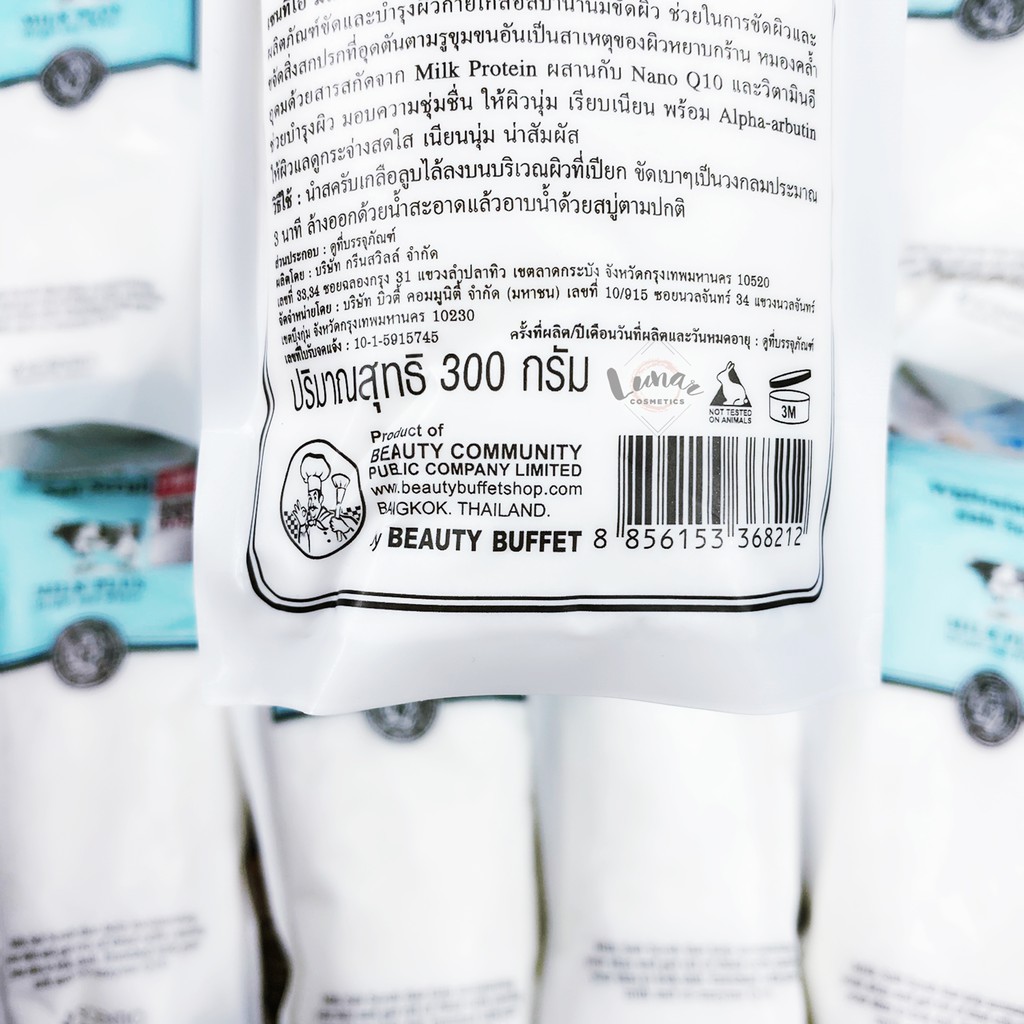 ผลิตภัณฑ์ขัดและบำรุงผิวกายเกลือสปาน้ำนมขัดผิว ช่วยในการขัดผิวและ
ขจัดสิ่งสกปรกที่อุดตันตามรูขุมขนอันเป็นสาเหตุของผิวหยาบกร้าน หมองคล้ำ
อุดมด้วยสารสกัดจาก Milk Protein ผสานกับ Nano Q10 และวิตามินอี
ช่วยบำรุงผิว มอบความชุ่มชื่น ให้ผิวนุ่ม เรียบเนียน พร้อม Alpha-arbutin
ให้ผิวแลดูกระจ่างสดใส เนียนนุ่ม น่าสัมผัส
วิธีใช้ : นำสครับเกลือลูบไล้ลงบนบริเวณผิวที่เปียก ขัดเบาๆเป็นวงกลมประมาณ
3 นาที ล้างออกด้วยน้ำสะอาดแล้วอาบน้ำด้วยสบู่ตามปกติ
ส่วนประกอบ : ดูที่บรรจุภัณฑ์
ผลิตโดย : บริษัท กรีนสวิลล์ จำกัด
เลขที่ 33,34 ซอยฉลองกรุง 31 แขวงลำปลาทิว เขตลาดกระบัง จังหวัดกรุงเทพมหานคร 10520
จัดจำหน่ายโดย : บริษัท บิวตี้ คอมมูนิตี้ จำกัด (มหาชน) เลขที่ 10/915 ซอยนวลจันทร์ 34 แขวงนวลจันทร์
เขตบึงกุ่ม จังหวัดกรุงเทพมหานคร 10230
เลขที่ใบรับจดแจ้ง : 10-1-5915745 ครั้งที่ผลิต/ปีเดือนวันที่ผลิตและวันหมดอายุ : ดูที่บรรจุภัณฑ์
ปริมาณสุทธิ 300 กรัม
Lunar
COSMETICS
NOT TESTED
ON ANIMALS
3M
Product of
BEAUTY COMMUNITY
PUBLIC COMPANY LIMITED
www.beautybuffetshop.com
BANGKOK. THAILAND.
by BEAUTY BUFFET
8 856153 368212
MILK PLUS